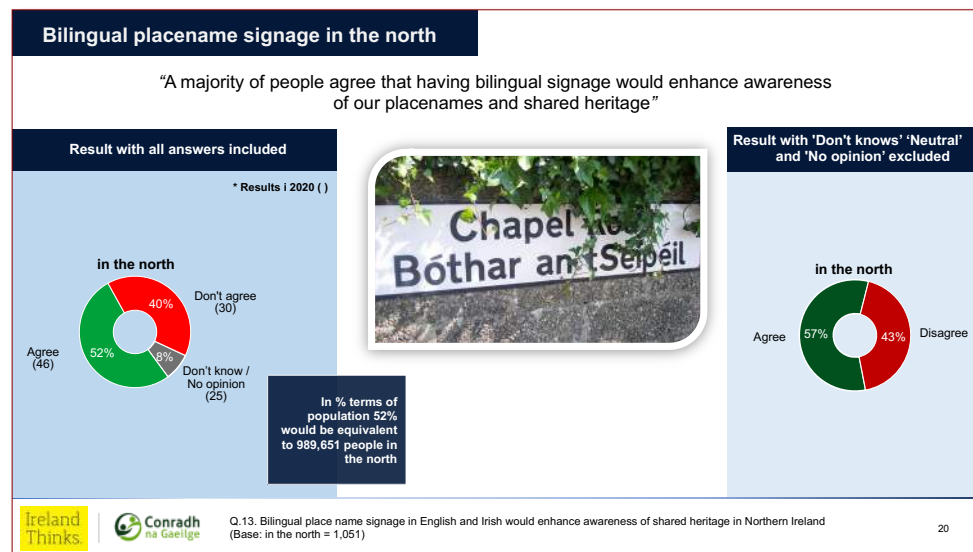 Bilingual placename signage in the north
“A majority of people agree that having bilingual signage would enhance awareness
of our placenames and shared heritage”
Result with all answers included
* Results i 2020 ( )
in the north
40%
Don't agree
(30)
Agree
(46)
52%
8%
Don’t know /
No opinion
(25)
In % terms of
population 52%
would be equivalent
to 989,651 people in
the north
Chapel
Bóthar an tSeipéil
Result with 'Don't knows’ ‘Neutral’
and 'No opinion’ excluded
in the north
Agree
57%
43%
Disagree
Ireland
Thinks.
Conradh
na Gaeilge
Q.13. Bilingual place name signage in English and Irish would enhance awareness of shared heritage in Northern Ireland
(Base: in the north = 1,051)
20